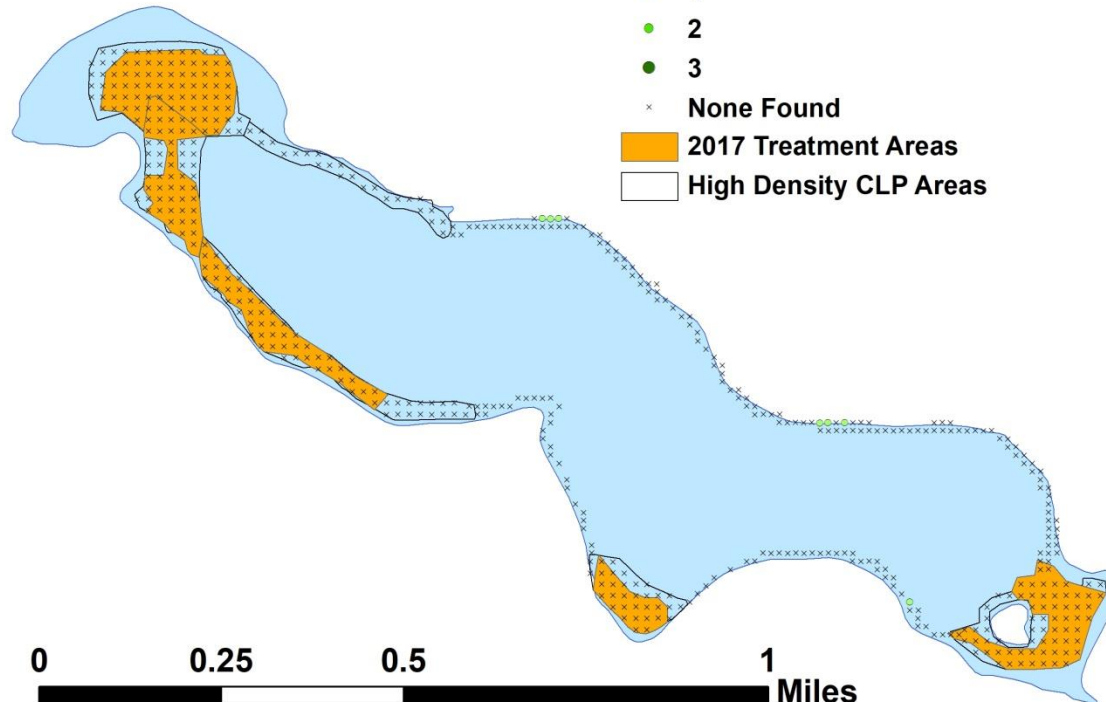 2
3
None Found
2017 Treatment Areas
High Density CLP Areas
0 0.25 0.5 1
Miles